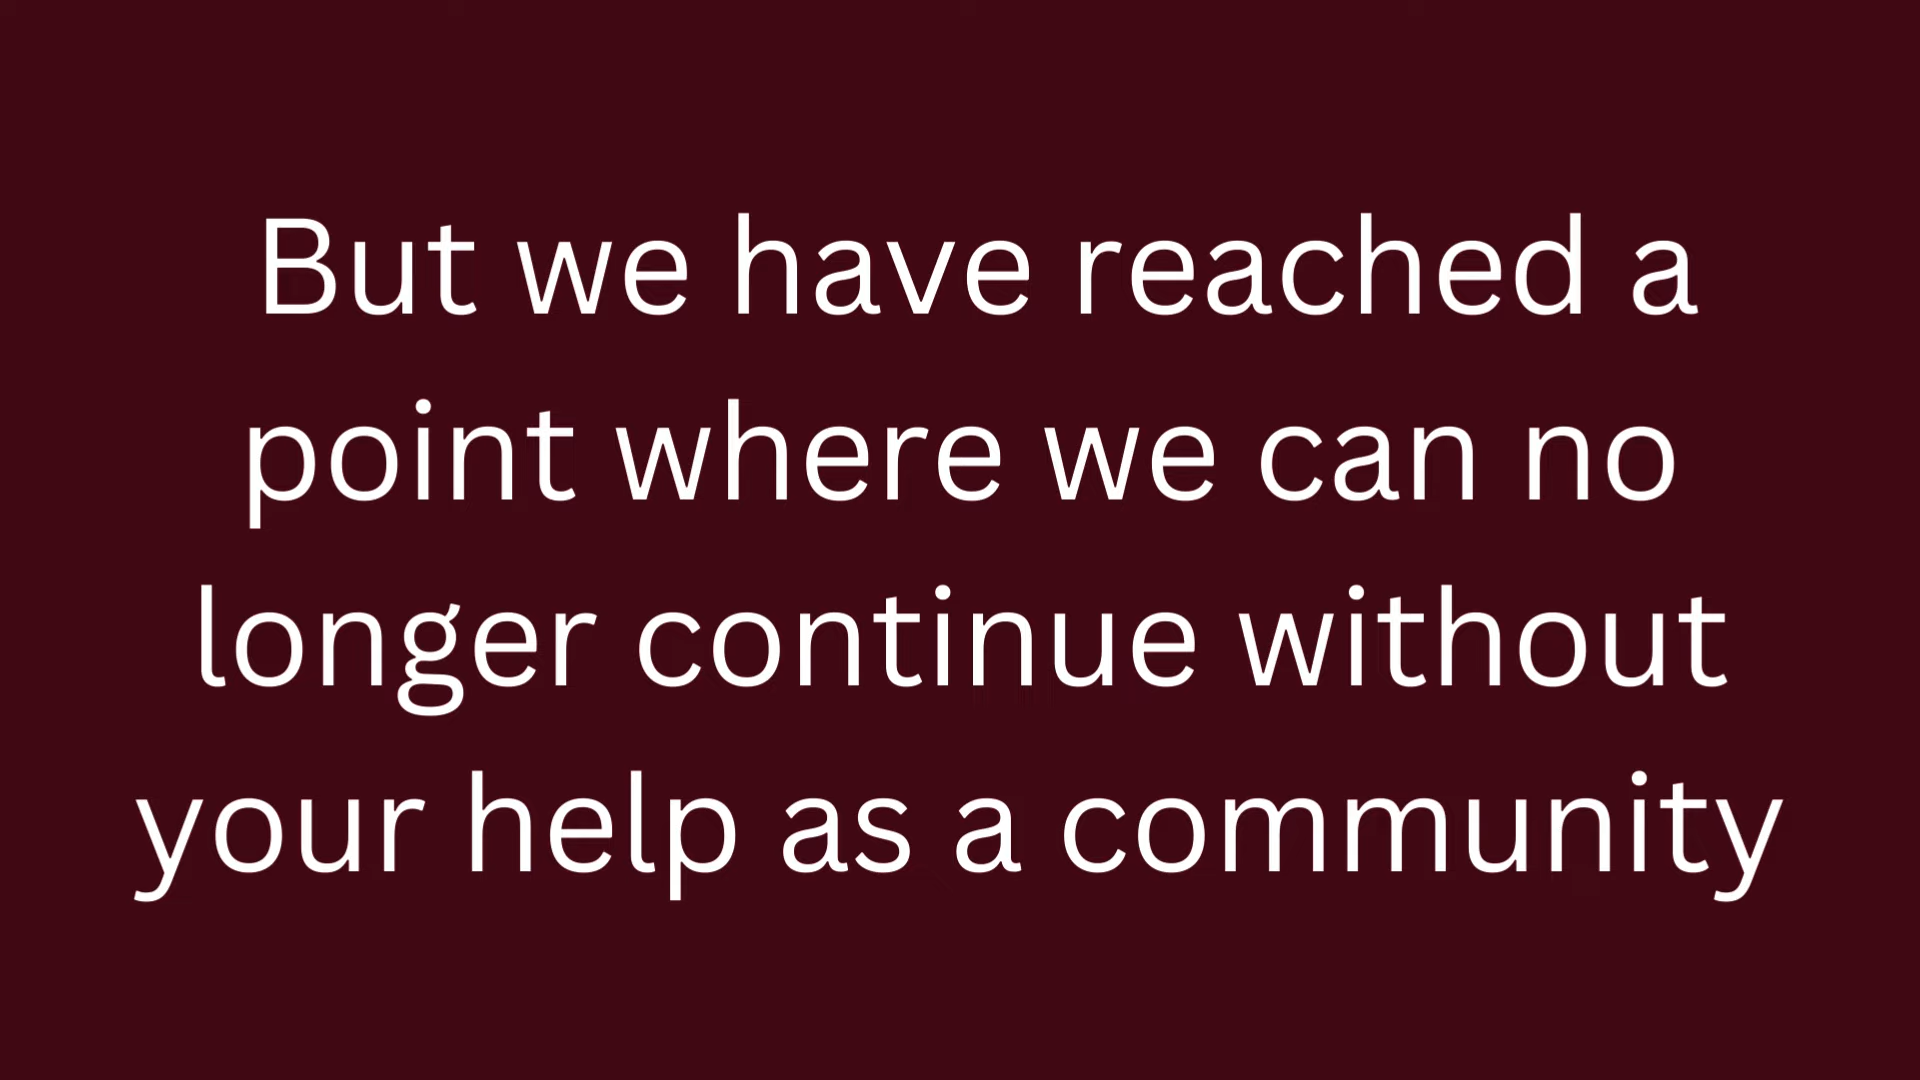 But we have reached a
point where we can no
longer continue without
your help as a community